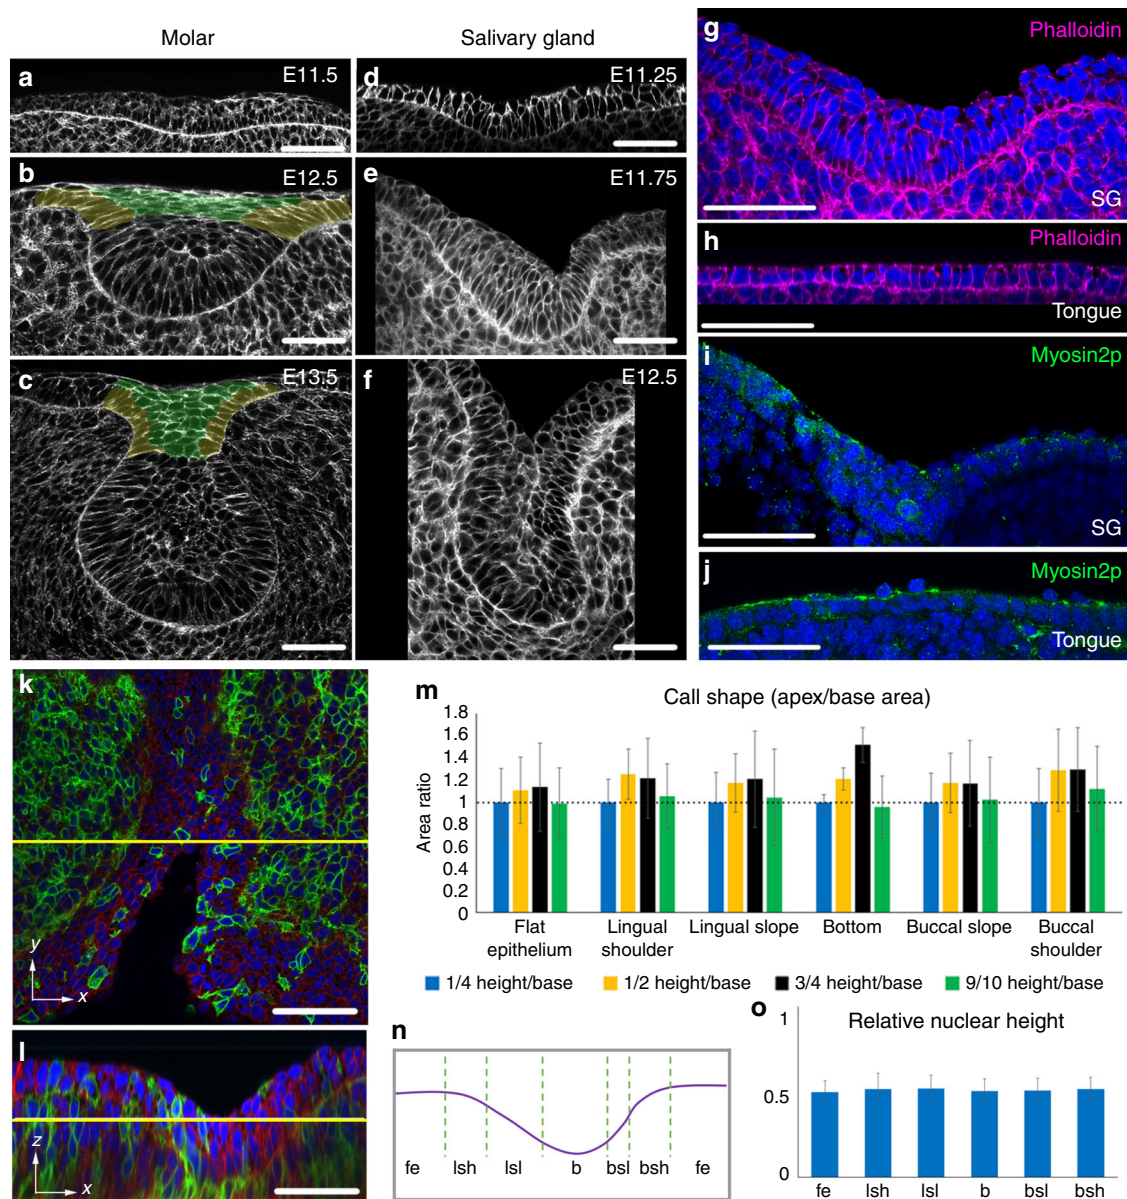 Molar
Salivary gland
a
E11.5
d
E11.25
b
E12.5
e
E11.75
c
E13.5
f
E12.5
g
Phalloidin
SG
h
Phalloidin
Tongue
i
Myosin2p
SG
j
Myosin2p
Tongue
k
y
x
l
z
x
m
Call shape (apex/base area)
Area ratio
1.8
1.6
1.4
1.2
1
0.8
0.6
0.4
0.2
0
Flat epithelium
Lingual shoulder
Lingual slope
Bottom
Buccal slope
Buccal shoulder
1/4 height/base
1/2 height/base
3/4 height/base
9/10 height/base
n
fe lsh lsl b bsl bsh fe
o
Relative nuclear height
1
0.5
0
fe lsh lsl b bsl bsh